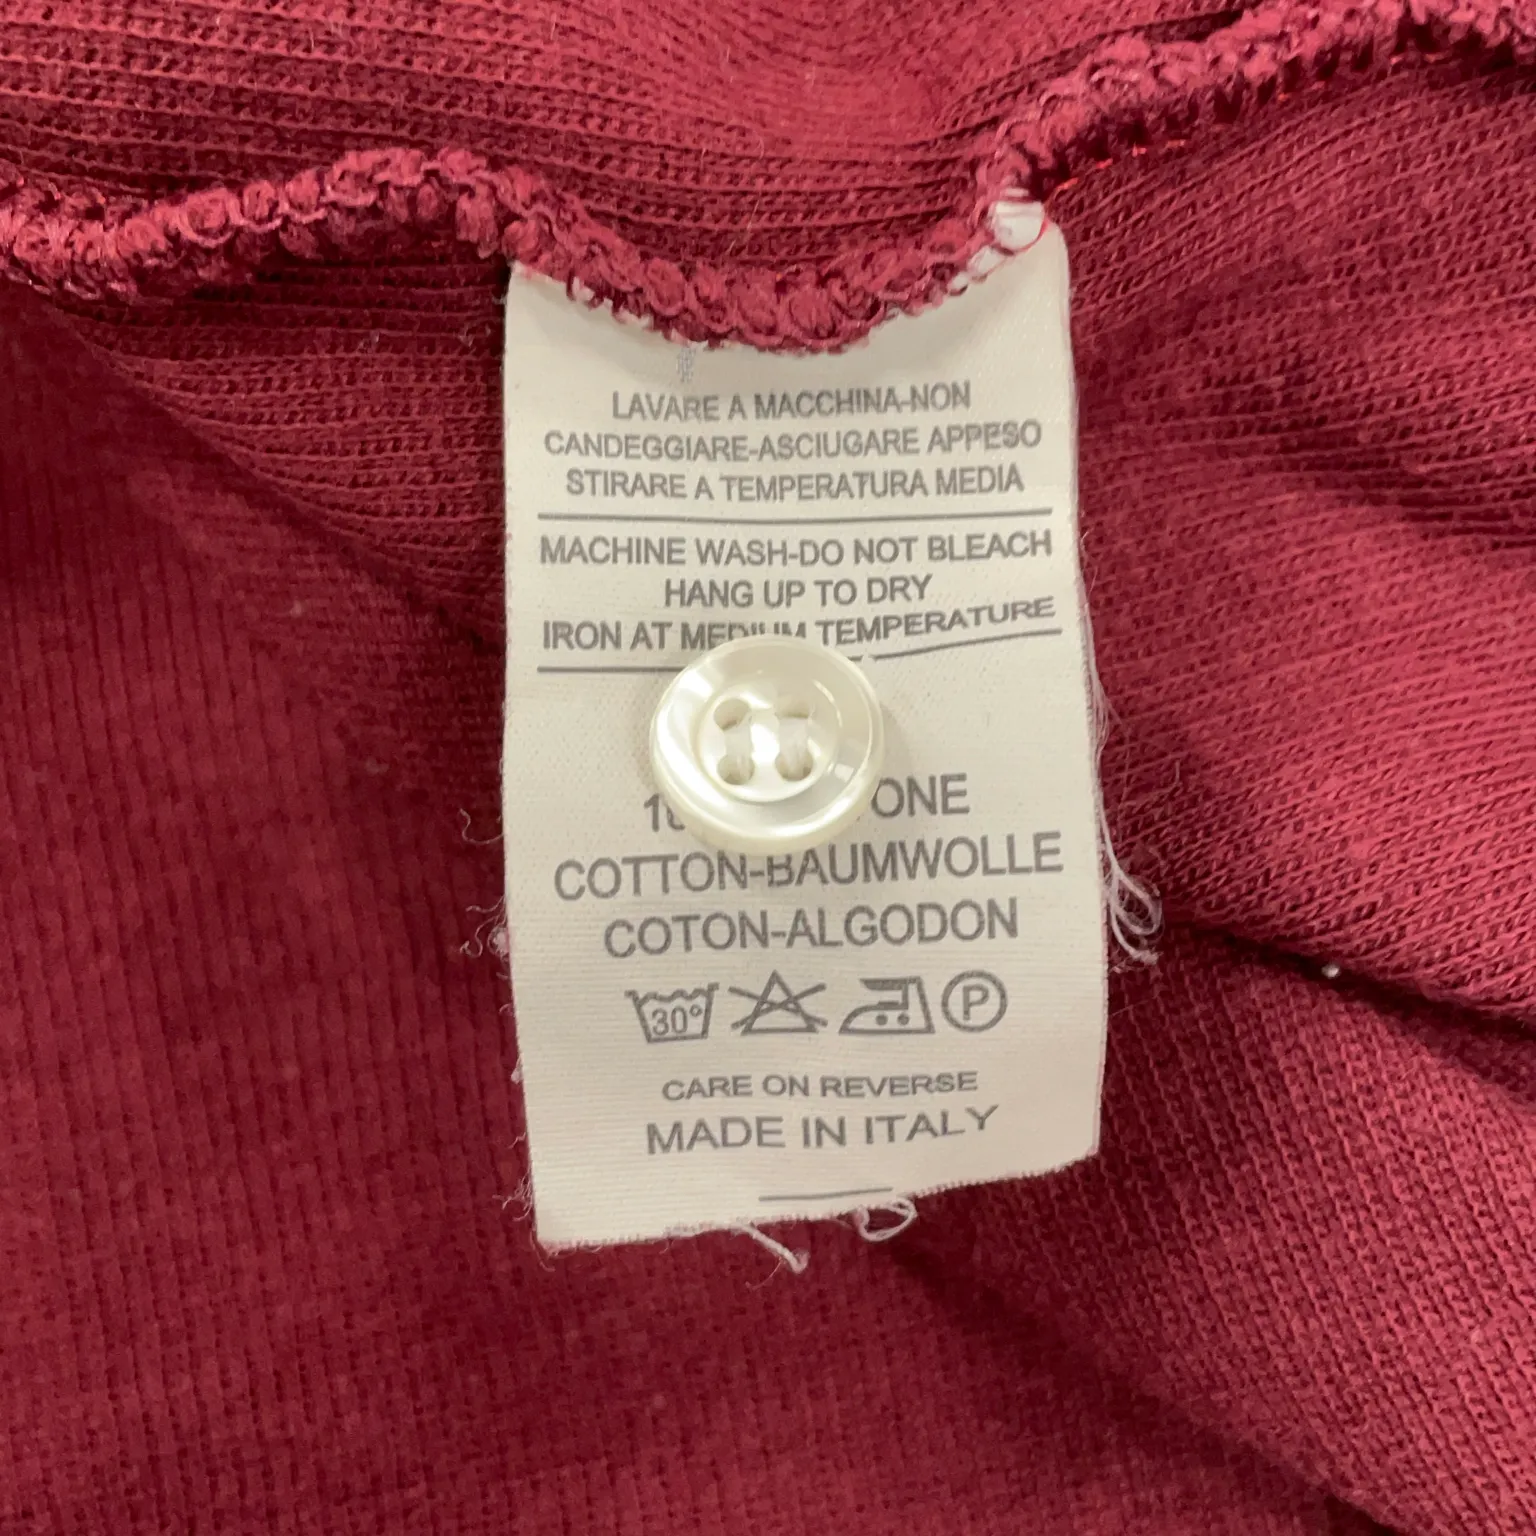 LAVARE A MACCHINA-NON
CANDEGGIARE-ASCIUGARE APPESO
STIRARE A TEMPERATURA MEDIA
MACHINE WASH-DO NOT BLEACH
HANG UP TO DRY
IRON AT MEDIUM TEMPERATURE
COTTON-BAUMWOLLE
COTON-ALGODON
30°
P
CARE ON REVERSE
MADE IN ITALY